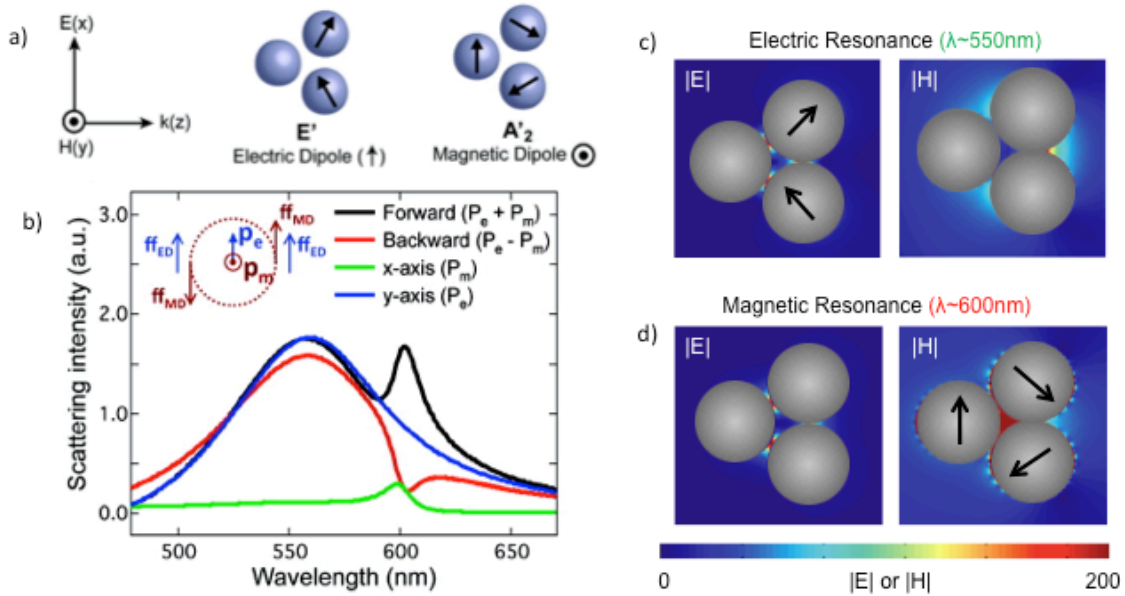 a)
E(x)
k(z)
H(y)
E'
Electric Dipole (↑)
A'₂
Magnetic Dipole ⊙
b)
Scattering intensity (a.u.)
3.0
2.0
1.0
0.0
500
550
600
650
Wavelength (nm)
ff_MD
ff_ED
p_e
p_m
ff_ED
ff_MD
Forward (P_e + P_m)
Backward (P_e - P_m)
x-axis (P_m)
y-axis (P_e)
c)
Electric Resonance (λ~550nm)
|E|
|H|
Magnetic Resonance (λ~600nm)
d)
|E|
|H|
0
|E| or |H|
200